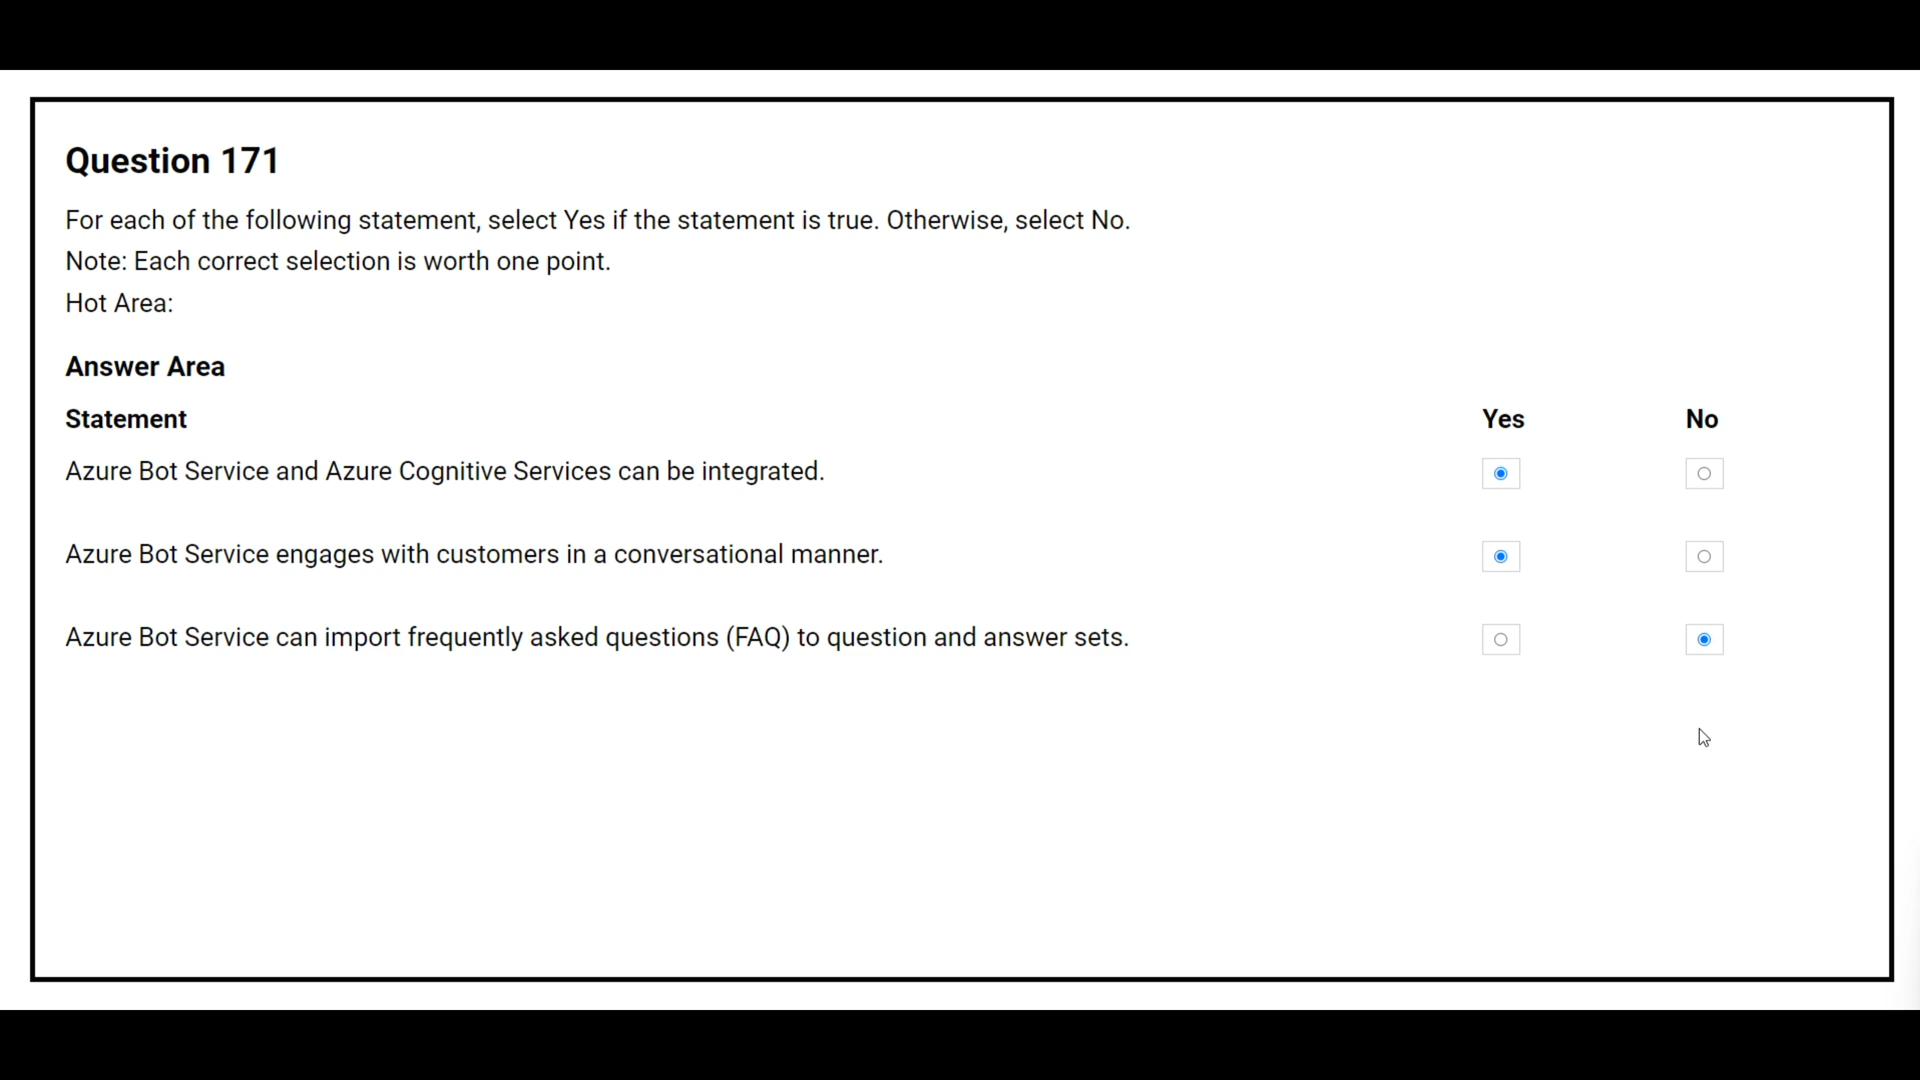 Question 171
For each of the following statement, select Yes if the statement is true. Otherwise, select No.
Note: Each correct selection is worth one point.
Hot Area:
Answer Area
Statement Yes No
Azure Bot Service and Azure Cognitive Services can be integrated.
Azure Bot Service engages with customers in a conversational manner.
Azure Bot Service can import frequently asked questions (FAQ) to question and answer sets.